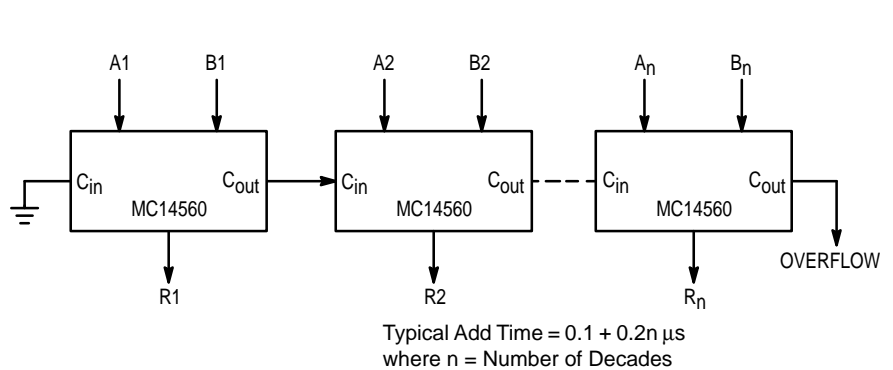 A1 B1 A2 B2 An Bn
Cin Cout Cin Cout Cin Cout
MC14560 MC14560 MC14560
OVERFLOW
R1 R2 Rn
Typical Add Time = 0.1 + 0.2n µs
where n = Number of Decades